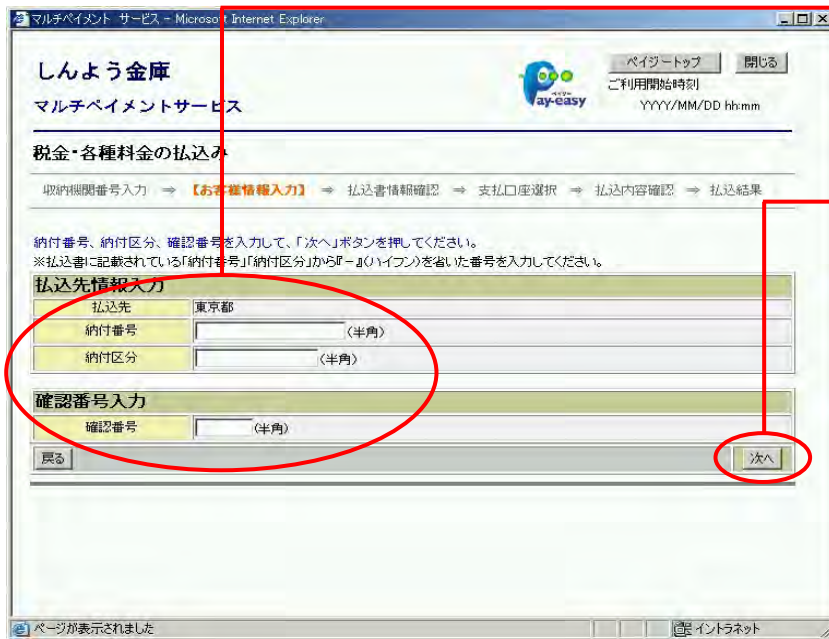 マルチペイメント サービス - Microsoft Internet Explorer
しんよう金庫
マルチペイメントサービス
ペイジー
Pay-easy
ペイジートップ 閉じる
ご利用開始時刻
YYYY/MM/DD hh:mm
税金・各種料金の払込み
収納機関番号入力 ⇒ 【お客様情報入力】 ⇒ 払込書情報確認 ⇒ 支払口座選択 ⇒ 払込内容確認 ⇒ 払込結果
納付番号、納付区分、確認番号を入力して、「次へ」ボタンを押してください。
※払込書に記載されている「納付番号」「納付区分」から『-』(ハイフン)を省いた番号を入力してください。
払込先情報入力
払込先 東京都
納付番号 (半角)
納付区分 (半角)
確認番号入力
確認番号 (半角)
戻る 次へ
ページが表示されました イントラネット